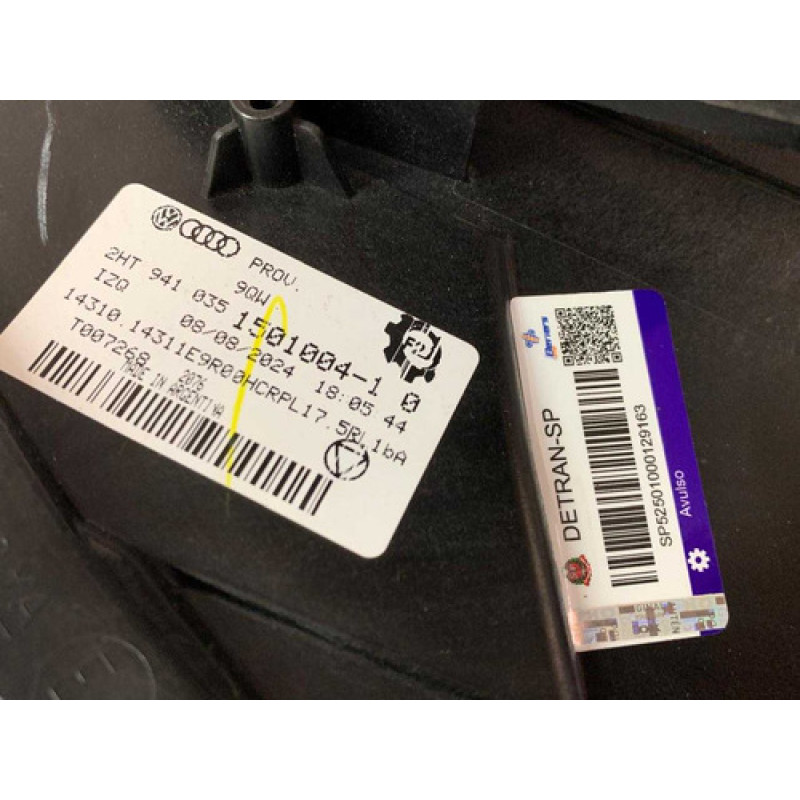 PROV.
2HT 941 035
9QW
IZQ
1501004-1 0
08/08/2024 18:05:44
14310.14311E9R00HCRPL17.5RL1bA
T007268
2076
MADE IN ARGENTINA
DETRAN-SP
SP52501000129163
Avulso